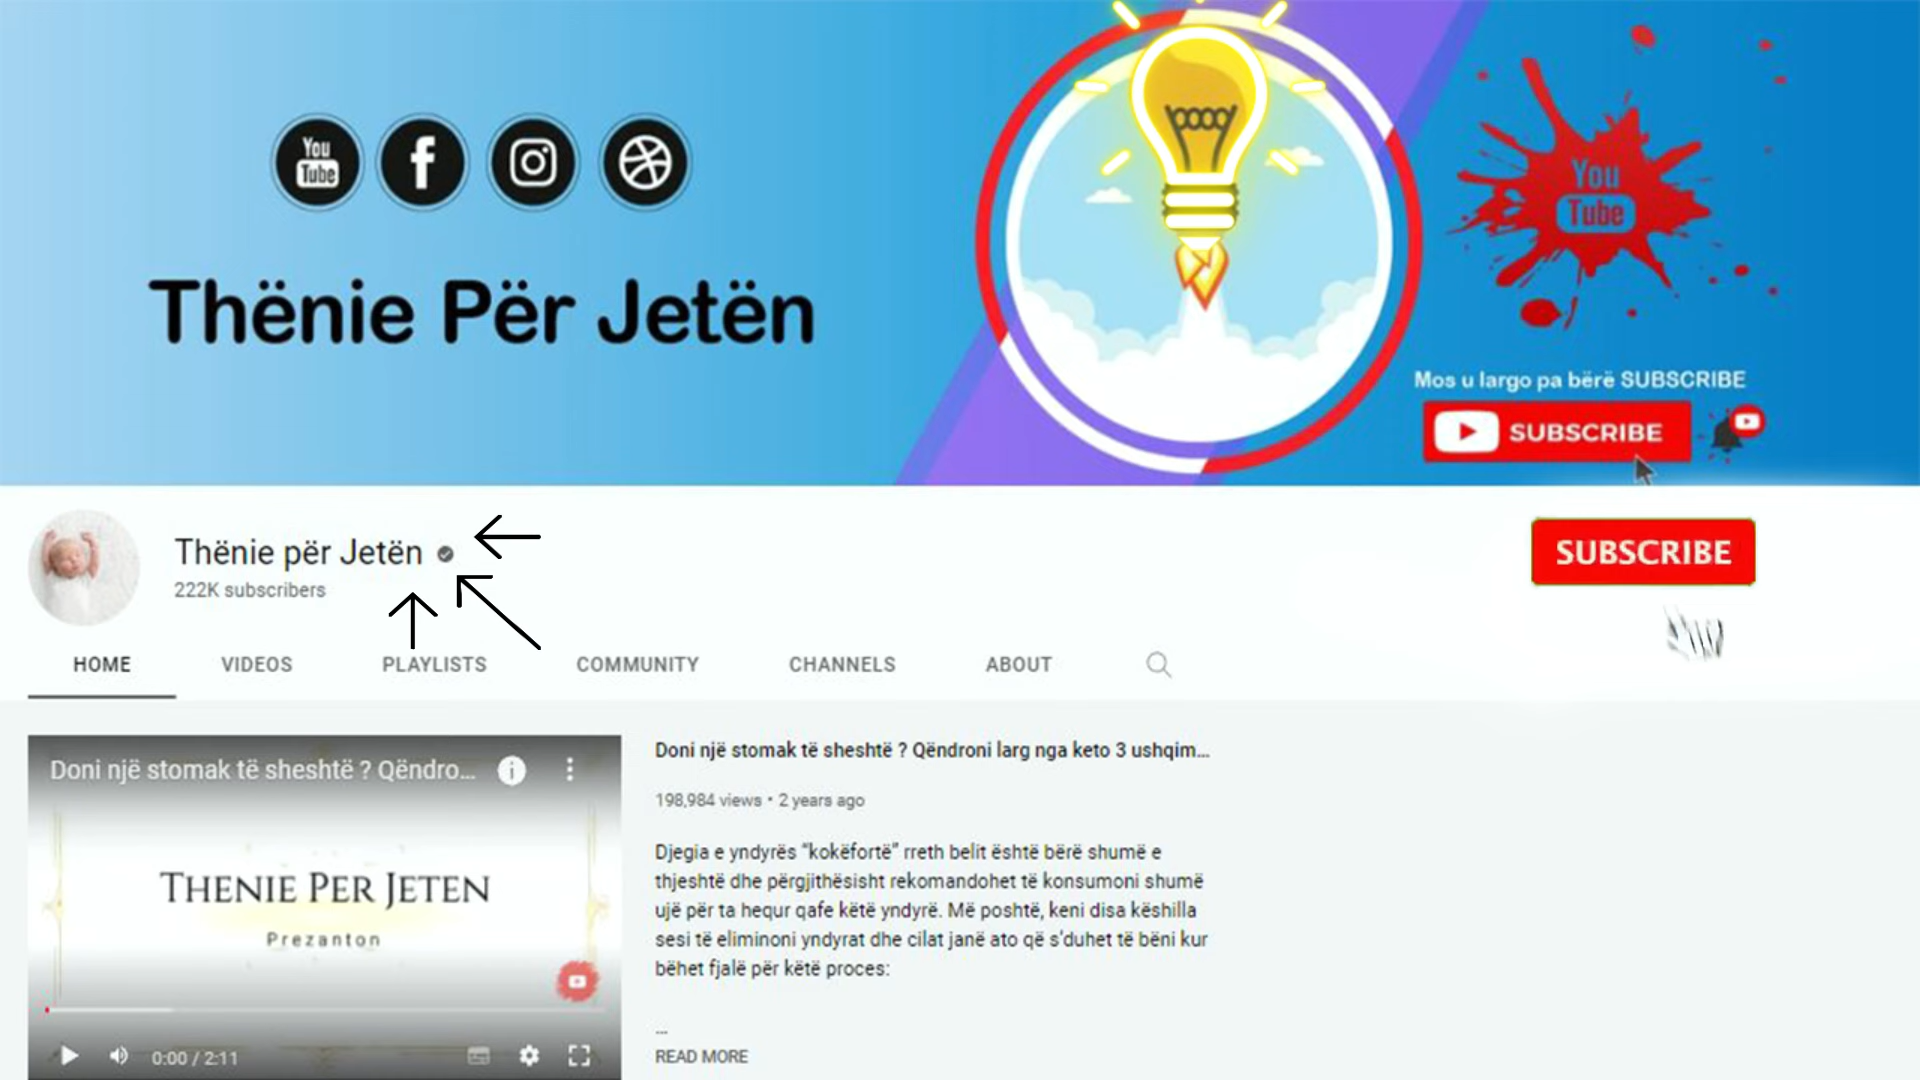 You
Tube
Thënie Për Jetën
You
Tube
Mos u largo pa bërë SUBSCRIBE
SUBSCRIBE
Thënie për Jetën
222K subscribers
SUBSCRIBE
HOME VIDEOS PLAYLISTS COMMUNITY CHANNELS ABOUT
Doni një stomak të sheshtë ? Qëndro...
THENIE PER JETEN
Prezanton
0:00 / 2:11
Doni një stomak të sheshtë ? Qëndroni larg nga keto 3 ushqim...
198,984 views • 2 years ago
Djegia e yndyrës “kokëfortë” rreth belit është bërë shumë e
thjeshtë dhe përgjithësisht rekomandohet të konsumoni shumë
ujë për ta hequr qafe këtë yndyrë. Më poshtë, keni disa këshilla
sesi të eliminoni yndyrat dhe cilat janë ato që s'duhet të bëni kur
bëhet fjalë për këtë proces:
...
READ MORE